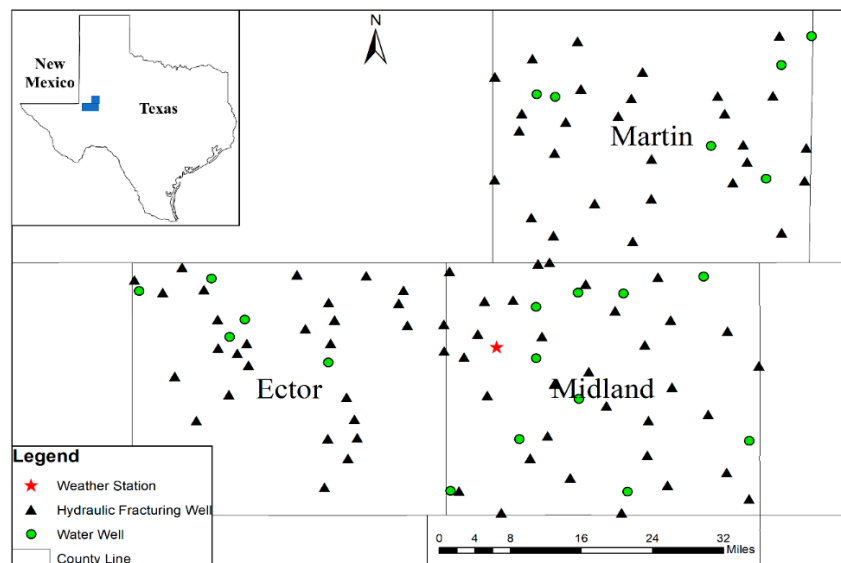 New
Mexico
Texas
N
Martin
Ector
Midland
Legend
Weather Station
Hydraulic Fracturing Well
Water Well
County Line
0 4 8 16 24 32
Miles